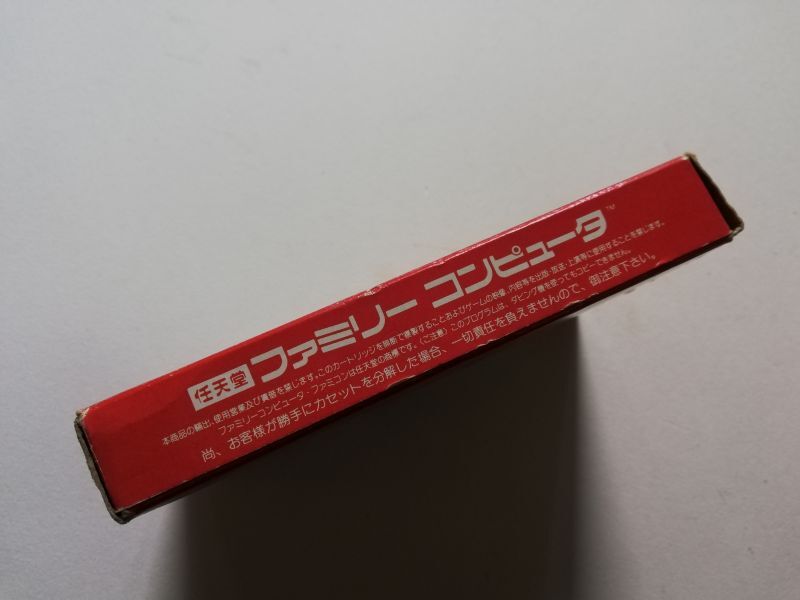 任天堂 ファミリー コンピュータ™
本商品の輸出、使用営業及び賃貸を禁じます。このカートリッジを無断で複製することおよびゲームの映像、内容等を出版・放送・上演等に使用することを禁じます。
ファミリーコンピュータ・ファミコンは任天堂の商標です。〈ご注意〉このプログラムは、ダビング機を使ってもコピーできません。
尚、お客様が勝手にカセットを分解した場合、一切責任を負えませんので、御注意下さい。